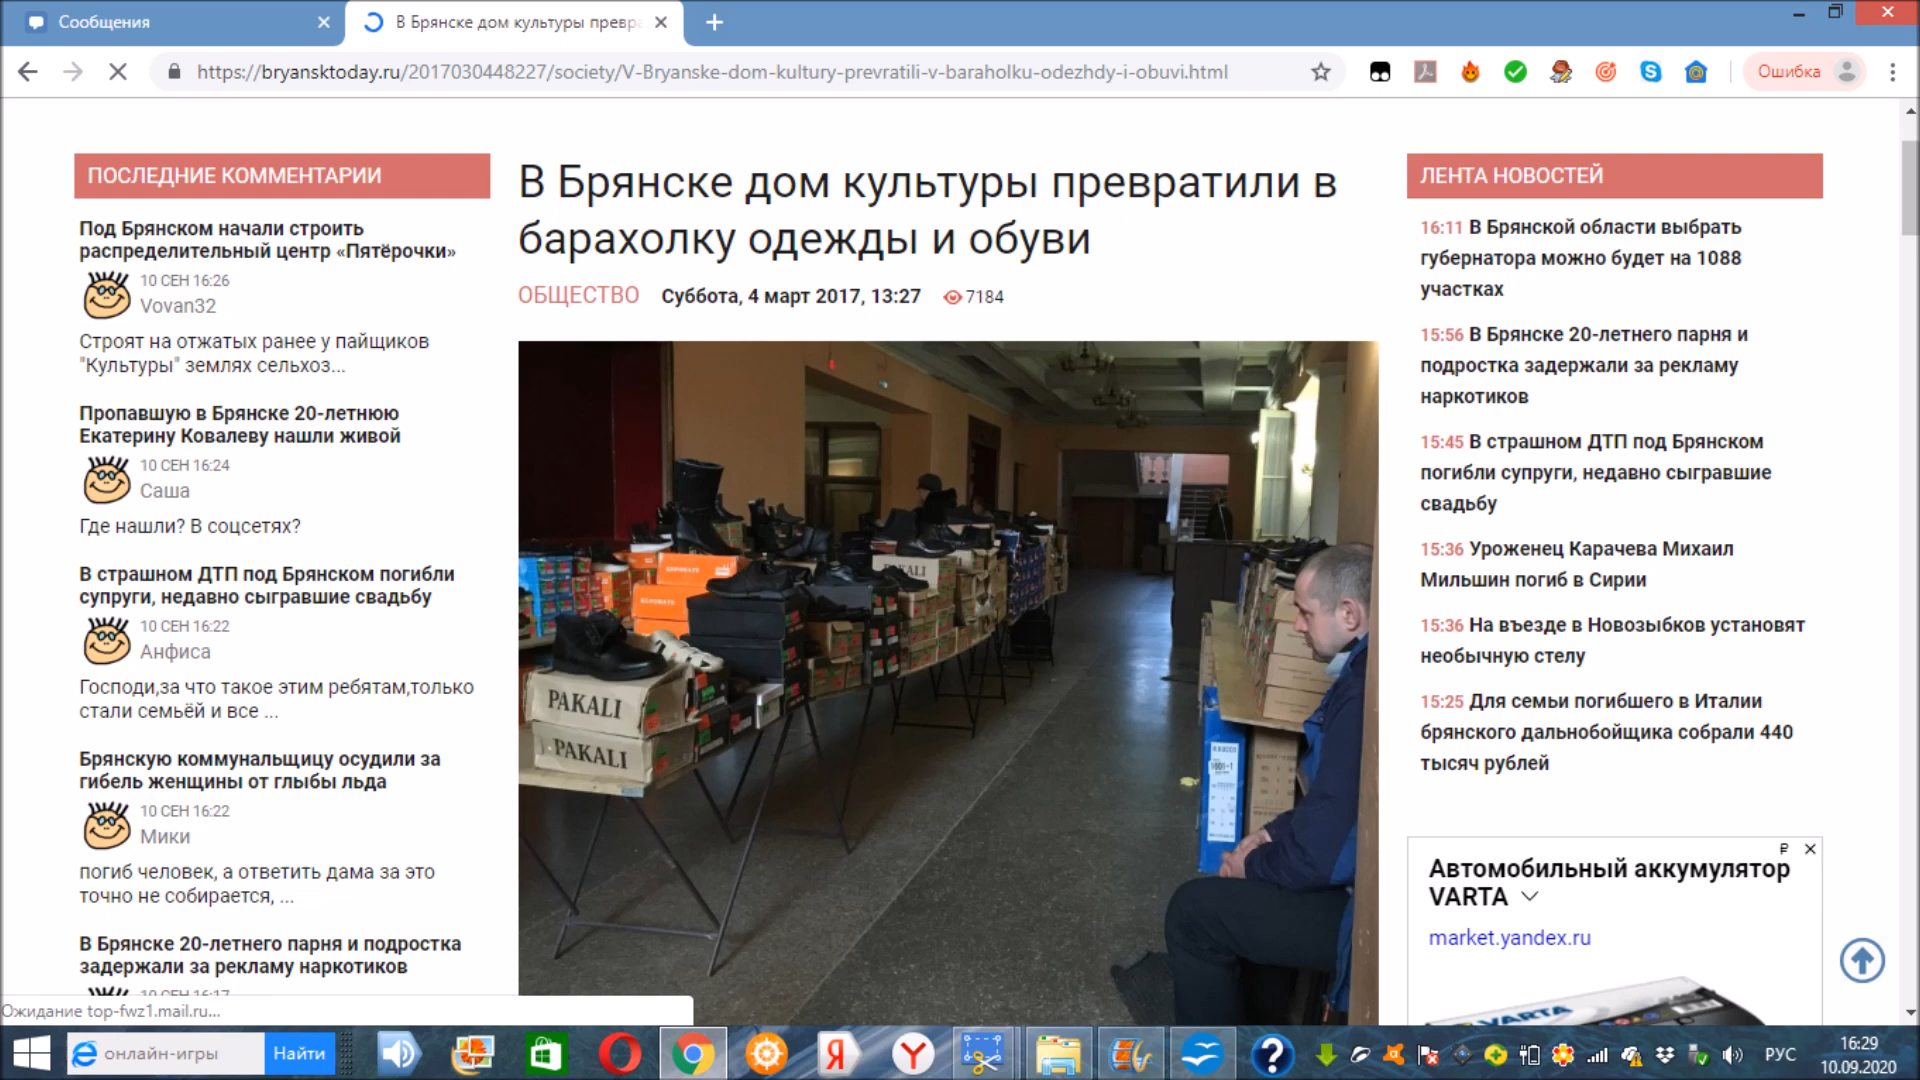 Сообщения
В Брянске дом культуры превра
https://bryansktoday.ru/2017030448227/society/V-Bryanske-dom-kultury-prevratili-v-baraholku-odezhdy-i-obuvi.html
Ошибка
ПОСЛЕДНИЕ КОММЕНТАРИИ
Под Брянском начали строить
распределительный центр «Пятёрочки»
10 СЕН 16:26
Vovan32
Строят на отжатых ранее у пайщиков
"Культуры" землях сельхоз...
Пропавшую в Брянске 20-летнюю
Екатерину Ковалеву нашли живой
10 СЕН 16:24
Саша
Где нашли? В соцсетях?
В страшном ДТП под Брянском погибли
супруги, недавно сыгравшие свадьбу
10 СЕН 16:22
Анфиса
Господи,за что такое этим ребятам,только
стали семьёй и все ...
Брянскую коммунальщицу осудили за
гибель женщины от глыбы льда
10 СЕН 16:22
Мики
погиб человек, а ответить дама за это
точно не собирается, ...
В Брянске 20-летнего парня и подростка
задержали за рекламу наркотиков
10 СЕН 16:17
Ожидание top-fwz1.mail.ru...
В Брянске дом культуры превратили в
барахолку одежды и обуви
ОБЩЕСТВО Суббота, 4 март 2017, 13:27 7184
PAKALI
PAKALI
PAKALI
1001-1
ЛЕНТА НОВОСТЕЙ
16:11 В Брянской области выбрать
губернатора можно будет на 1088
участках
15:56 В Брянске 20-летнего парня и
подростка задержали за рекламу
наркотиков
15:45 В страшном ДТП под Брянском
погибли супруги, недавно сыгравшие
свадьбу
15:36 Уроженец Карачева Михаил
Мильшин погиб в Сирии
15:36 На въезде в Новозыбков установят
необычную стелу
15:25 Для семьи погибшего в Италии
брянского дальнобойщика собрали 440
тысяч рублей
₽
Автомобильный аккумулятор
VARTA
market.yandex.ru
VARTA
онлайн-игры
Найти
РУС
16:29
10.09.2020